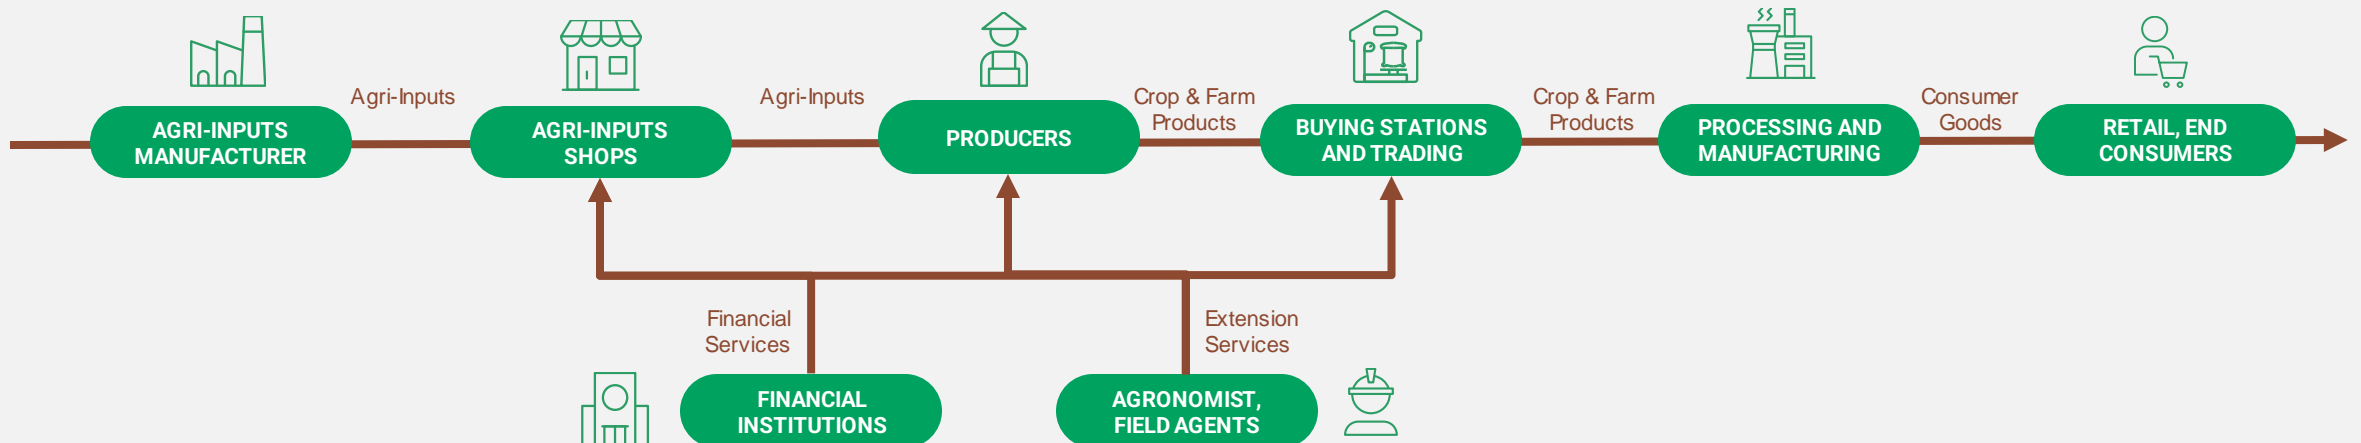 Agri-Inputs
Agri-Inputs
Crop & Farm
Products
Crop & Farm
Products
Consumer
Goods
AGRI-INPUTS
MANUFACTURER
AGRI-INPUTS
SHOPS
PRODUCERS
BUYING STATIONS
AND TRADING
PROCESSING AND
MANUFACTURING
RETAIL, END
CONSUMERS
Financial
Services
Extension
Services
FINANCIAL
INSTITUTIONS
AGRONOMIST,
FIELD AGENTS